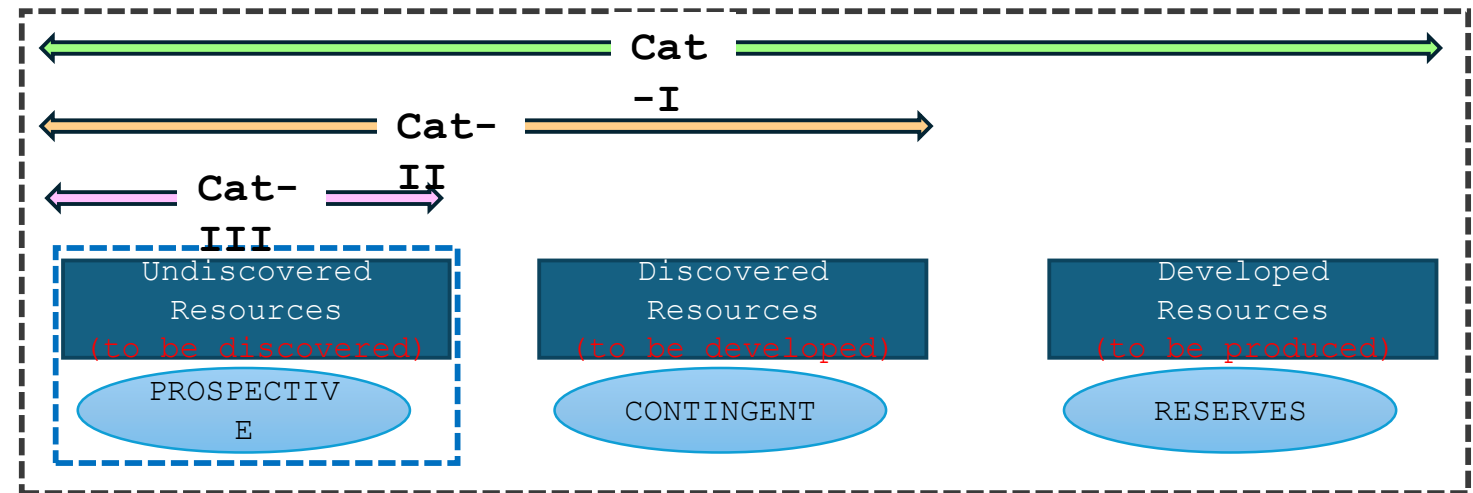 Cat
-I
Cat-
II
Cat-
III
Undiscovered
Resources
(to be discovered)
PROSPECTIV
E
Discovered
Resources
(to be developed)
CONTINGENT
Developed
Resources
(to be produced)
RESERVES